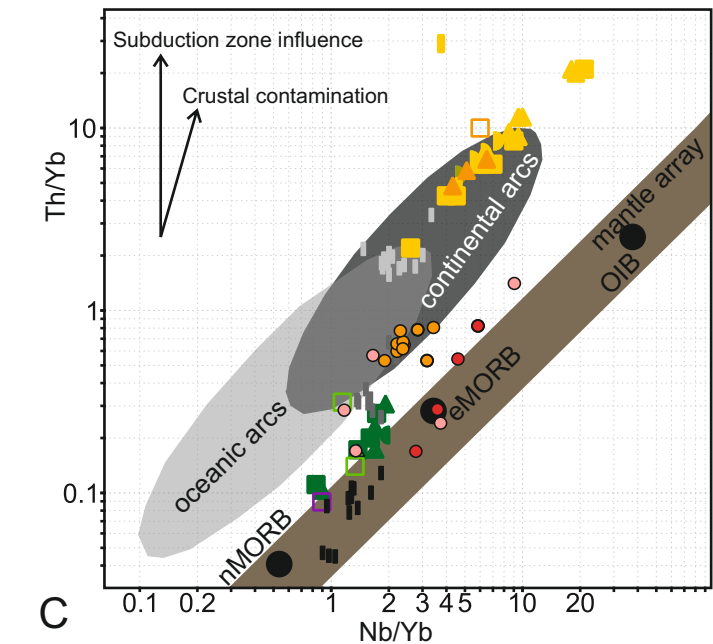 Subduction zone influence
Crustal contamination
10
1
0.1
Th/Yb
continental arcs
mantle array
OIB
eMORB
oceanic arcs
nMORB
0.1 0.2 1 2 3 4 5 10 20
Nb/Yb
C